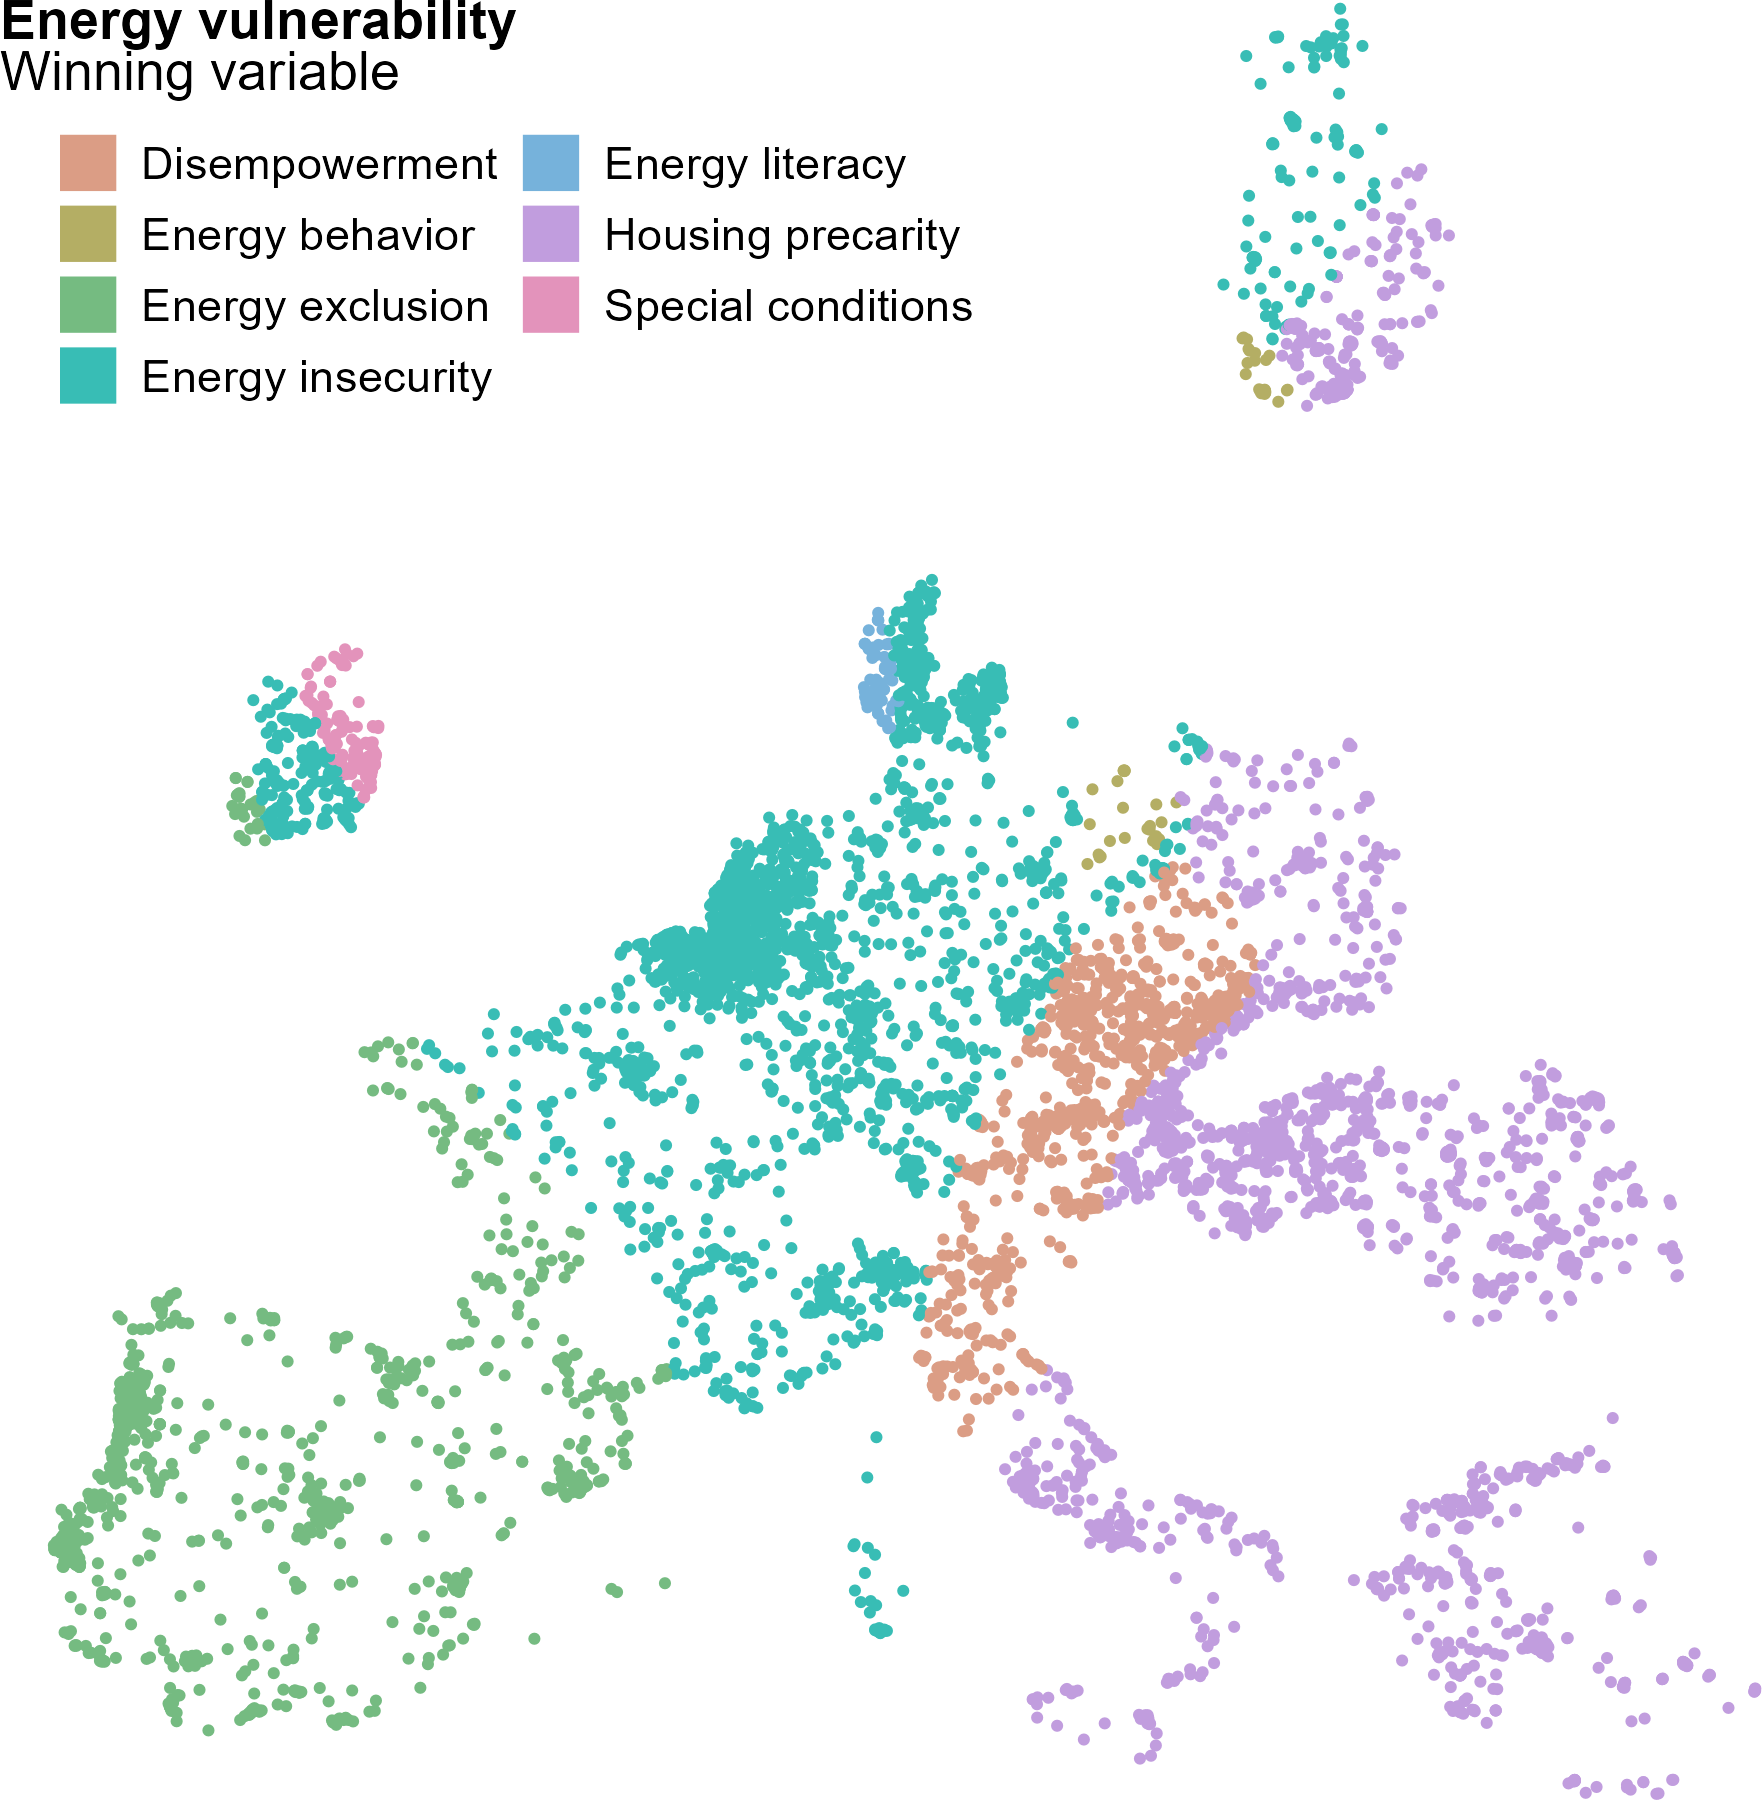 Energy vulnerability
Winning variable
Disempowerment
Energy behavior
Energy exclusion
Energy insecurity
Energy literacy
Housing precarity
Special conditions